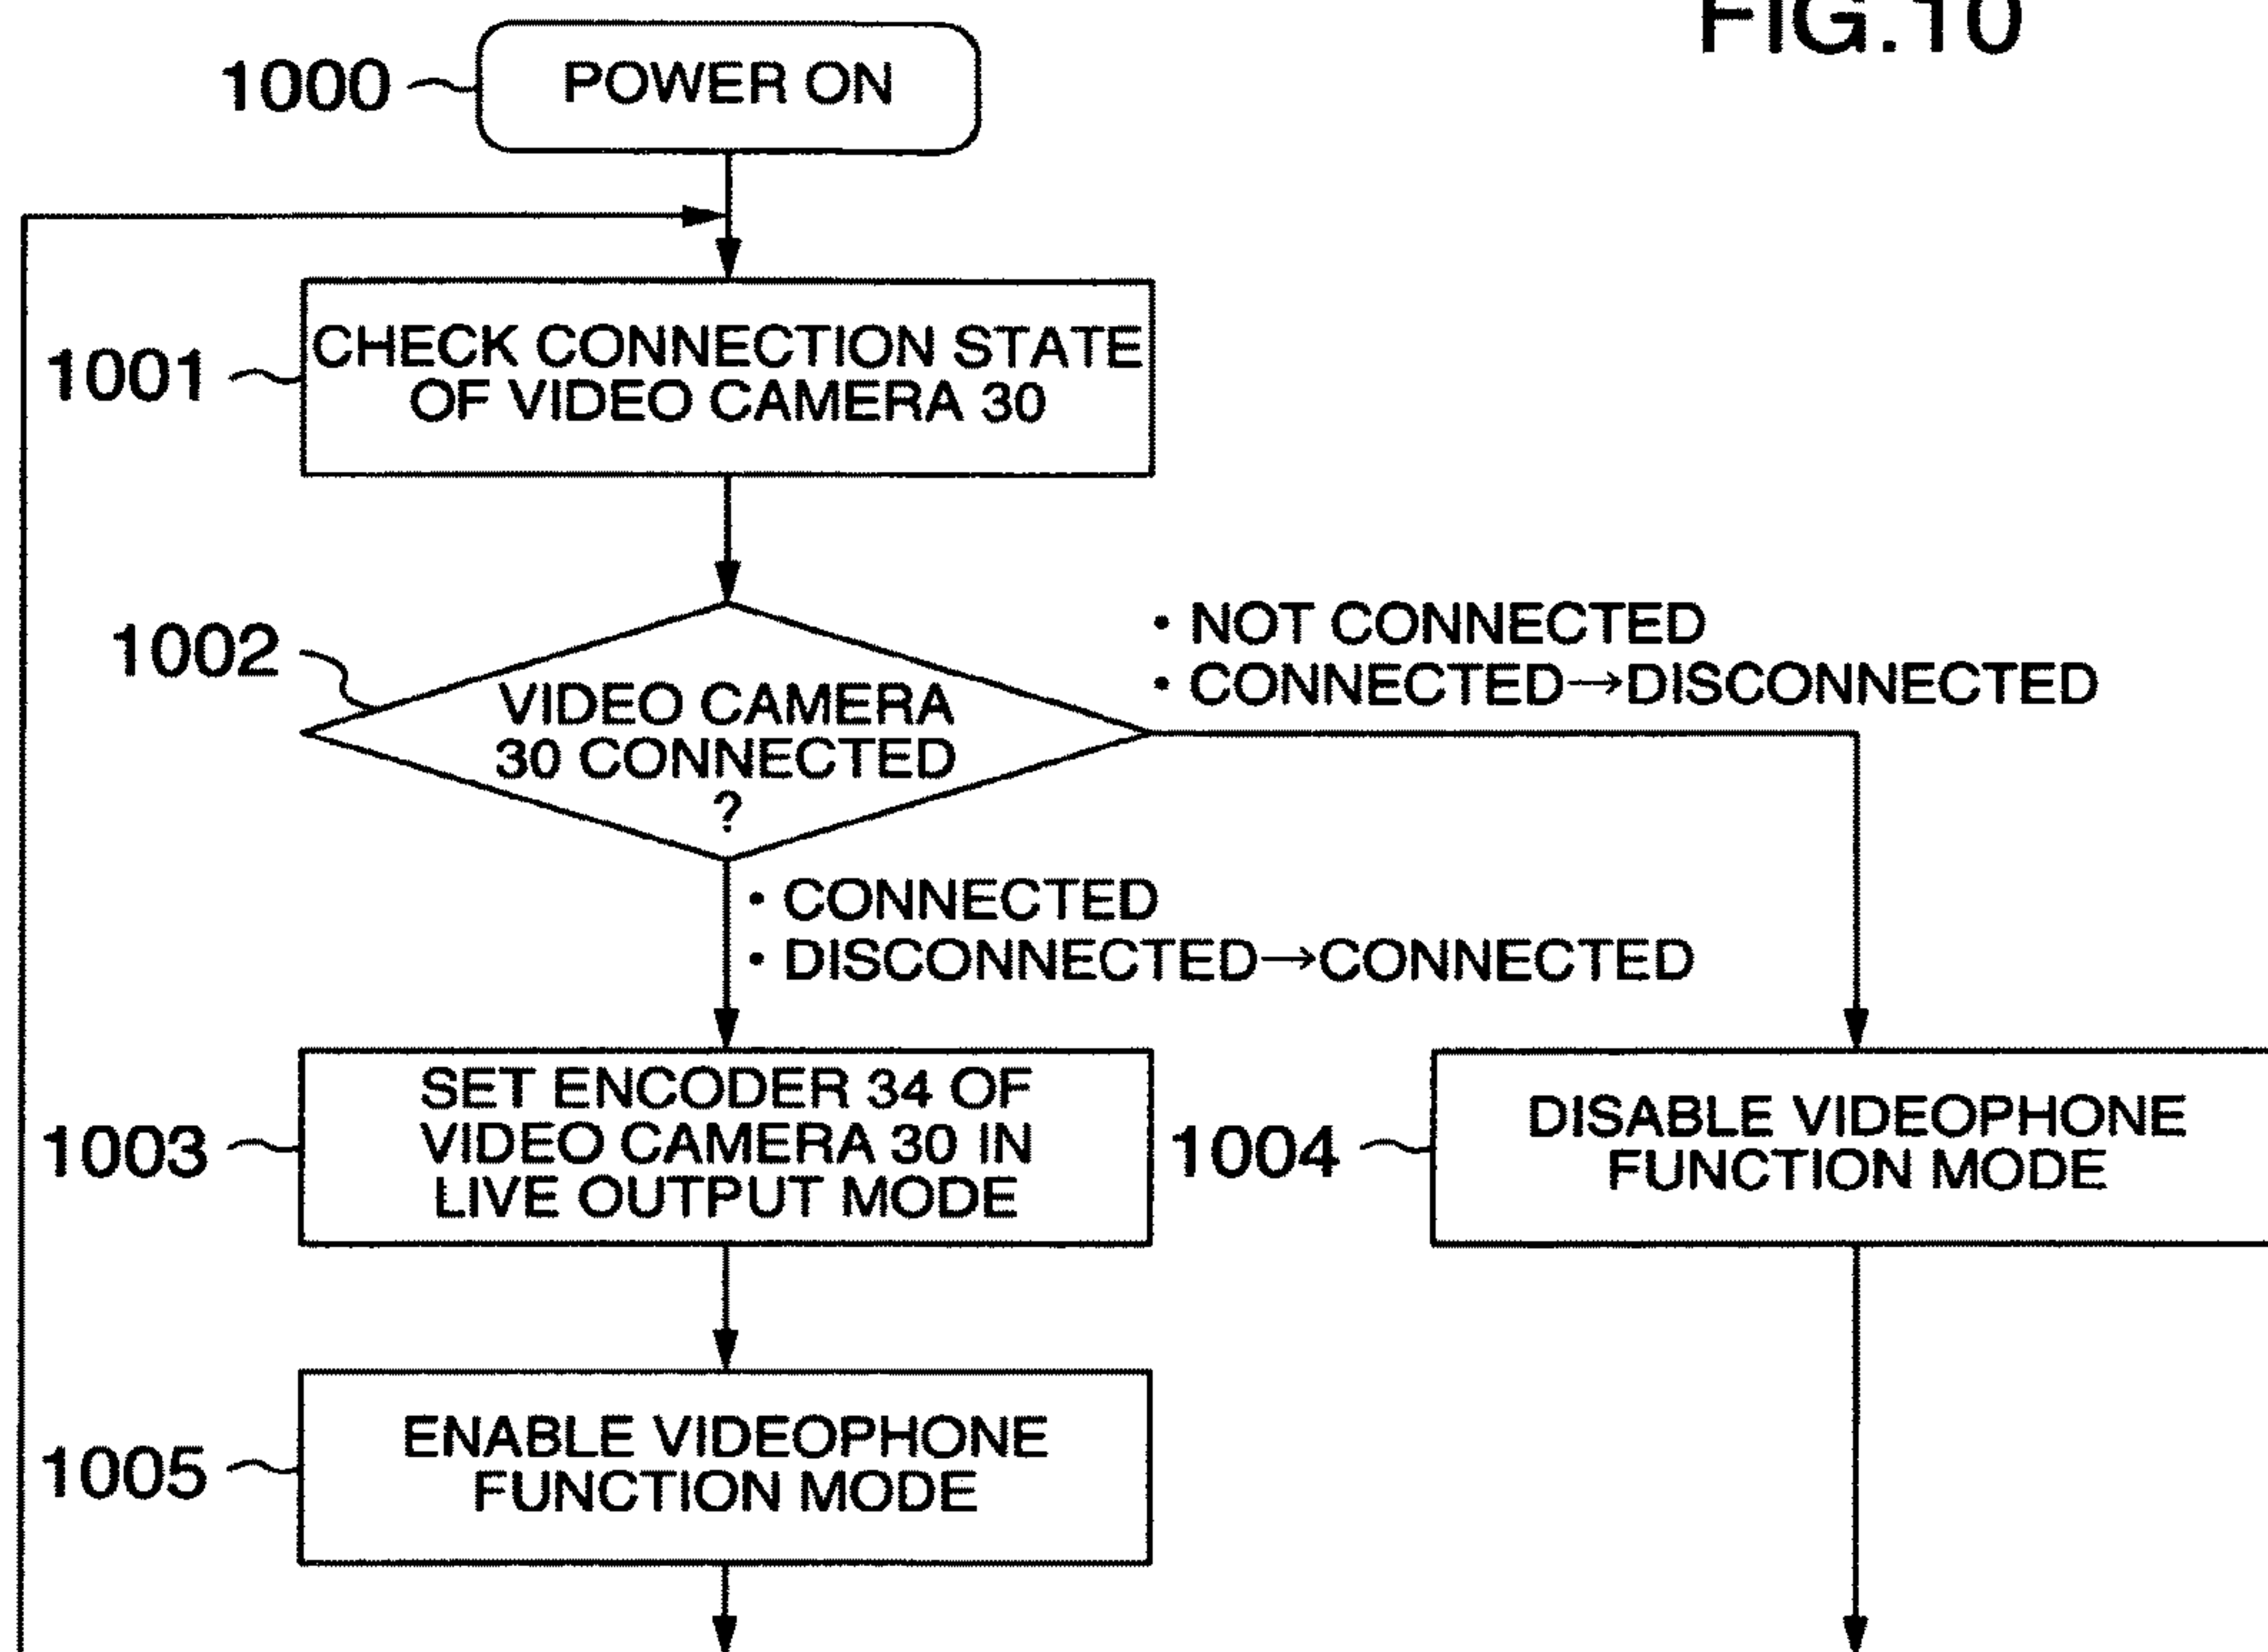 FIG.10
1000
POWER ON
1001
CHECK CONNECTION STATE
OF VIDEO CAMERA 30
1002
VIDEO CAMERA
30 CONNECTED
?
• NOT CONNECTED
• CONNECTED→DISCONNECTED
• CONNECTED
• DISCONNECTED→CONNECTED
1003
SET ENCODER 34 OF
VIDEO CAMERA 30 IN
LIVE OUTPUT MODE
1004
DISABLE VIDEOPHONE
FUNCTION MODE
1005
ENABLE VIDEOPHONE
FUNCTION MODE